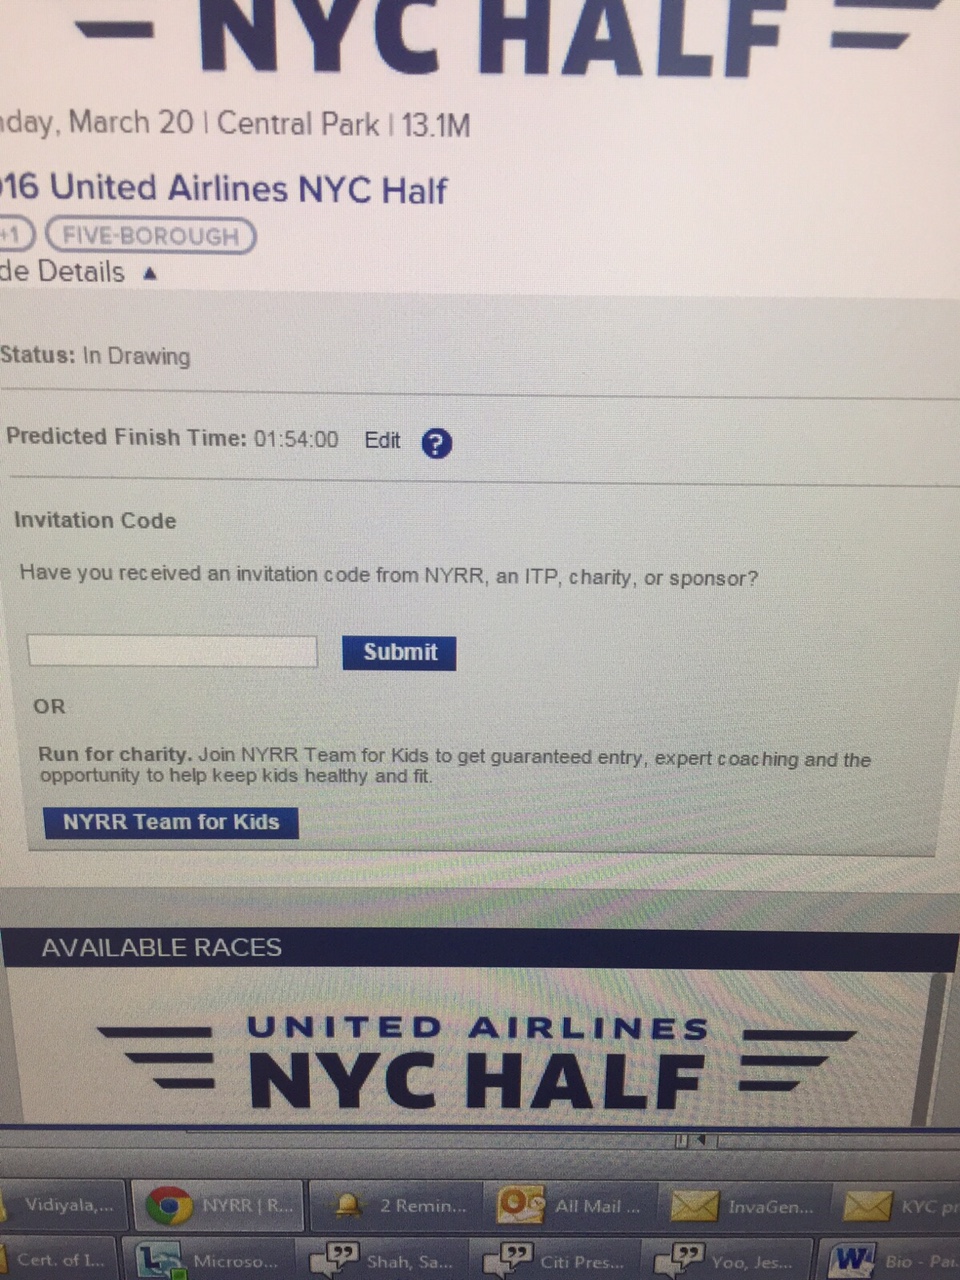 NYC HALF
day, March 20 | Central Park | 13.1M
16 United Airlines NYC Half
+1 FIVE-BOROUGH
de Details ▲
Status: In Drawing
Predicted Finish Time: 01:54:00 Edit ?
Invitation Code
Have you received an invitation code from NYRR, an ITP, charity, or sponsor?
Submit
OR
Run for charity. Join NYRR Team for Kids to get guaranteed entry, expert coaching and the
opportunity to help keep kids healthy and fit.
NYRR Team for Kids
AVAILABLE RACES
UNITED AIRLINES
NYC HALF
Vidiyala,... NYRR | R... 2 Remin... All Mail ... InvaGen... KYC pr
Cert. of I... Microso... Shah, Sa... Citi Pres... Yoo, Jes... Bio - Pai